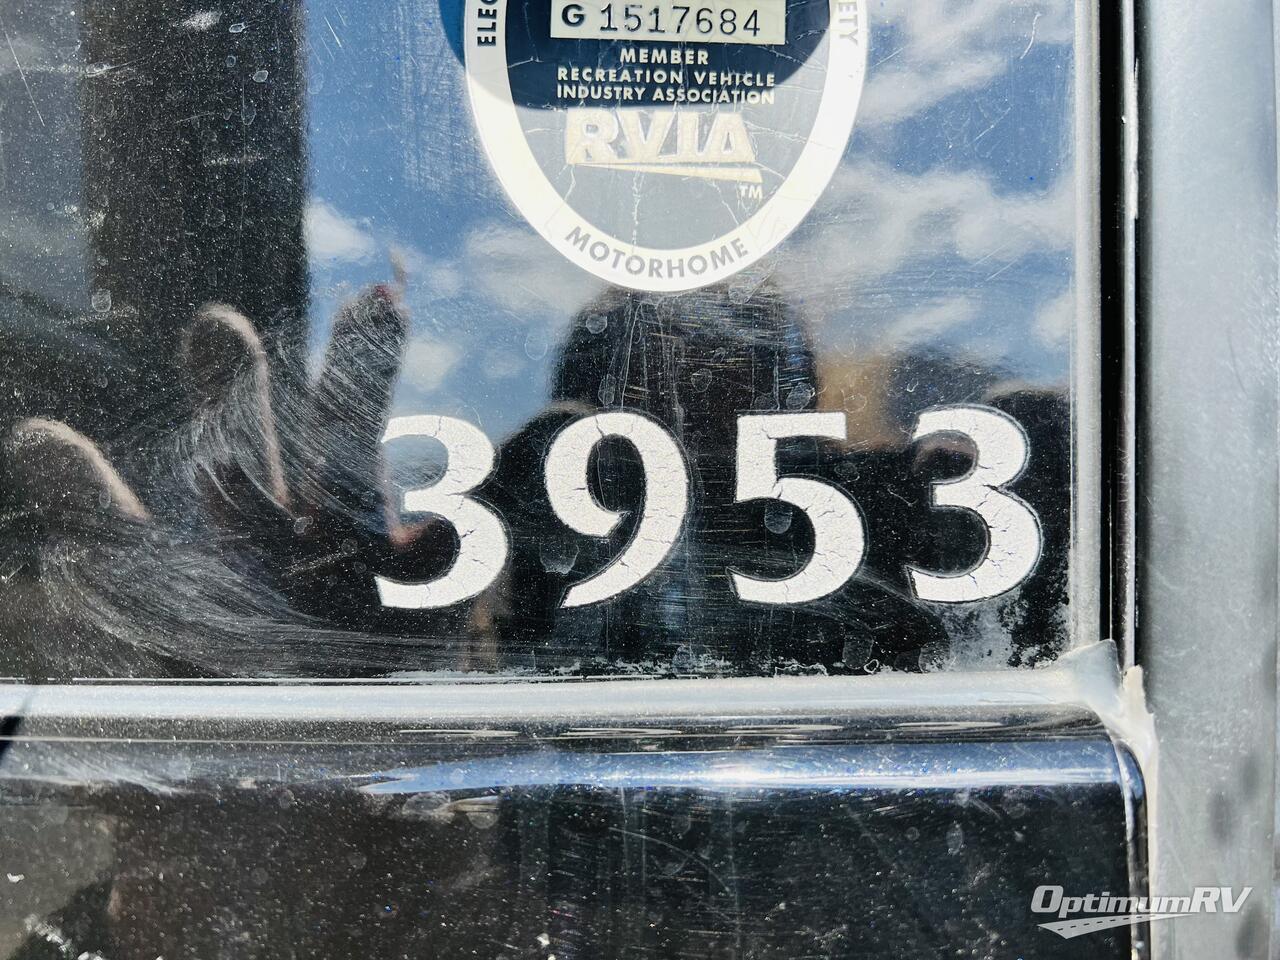 G 1517684
MEMBER
RECREATION VEHICLE
INDUSTRY ASSOCIATION
RVIA
TM
MOTORHOME
3953
OptimumRV